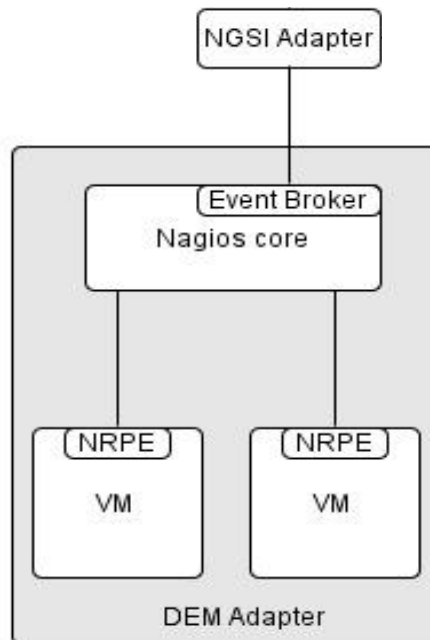 NGSI Adapter
Event Broker
Nagios core
NRPE
NRPE
VM
VM
DEM Adapter